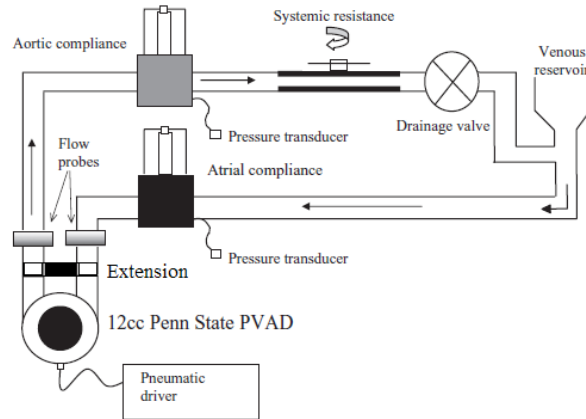 Systemic resistance
Aortic compliance
Venous
reservoir
Flow
probes
Pressure transducer
Drainage valve
Atrial compliance
Pressure transducer
Extension
12cc Penn State PVAD
Pneumatic
driver